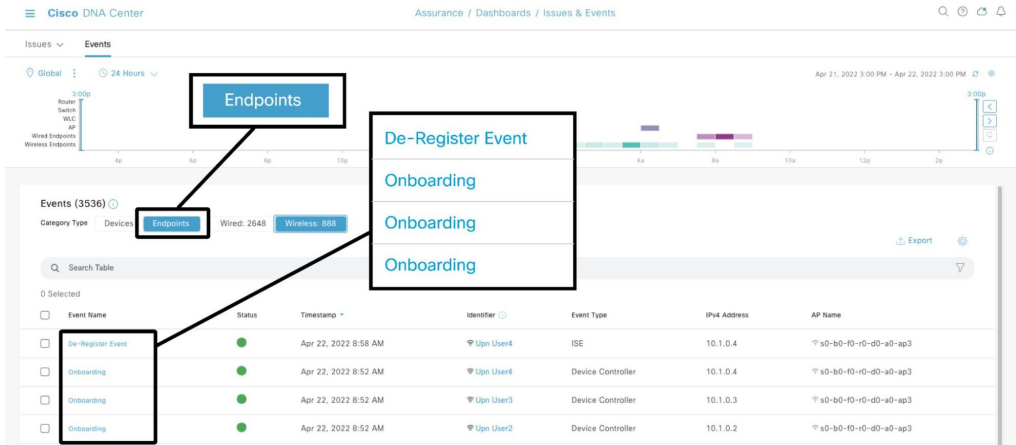 Cisco DNA Center
Assurance / Dashboards / Issues & Events
Issues
Events
Global
24 Hours
Apr 21, 2022 3:00 PM - Apr 22, 2022 3:00 PM
3:00p
3:00p
Router
Switch
WLC
AP
Wired Endpoints
Wireless Endpoints
4p 6p 8p 10p 6a 8a 10a 12p 2p
Endpoints
De-Register Event
Onboarding
Onboarding
Onboarding
Events (3536)
Category Type Devices Endpoints Wired: 2648 Wireless: 888
Export
Search Table
0 Selected
Event Name Status Timestamp Identifier Event Type IPv4 Address AP Name
De-Register Event Apr 22, 2022 8:58 AM Upn User4 ISE 10.1.0.4 s0-b0-f0-r0-d0-a0-ap3
Onboarding Apr 22, 2022 8:52 AM Upn User4 Device Controller 10.1.0.4 s0-b0-f0-r0-d0-a0-ap3
Onboarding Apr 22, 2022 8:52 AM Upn User3 Device Controller 10.1.0.3 s0-b0-f0-r0-d0-a0-ap3
Onboarding Apr 22, 2022 8:52 AM Upn User2 Device Controller 10.1.0.2 s0-b0-f0-r0-d0-a0-ap3